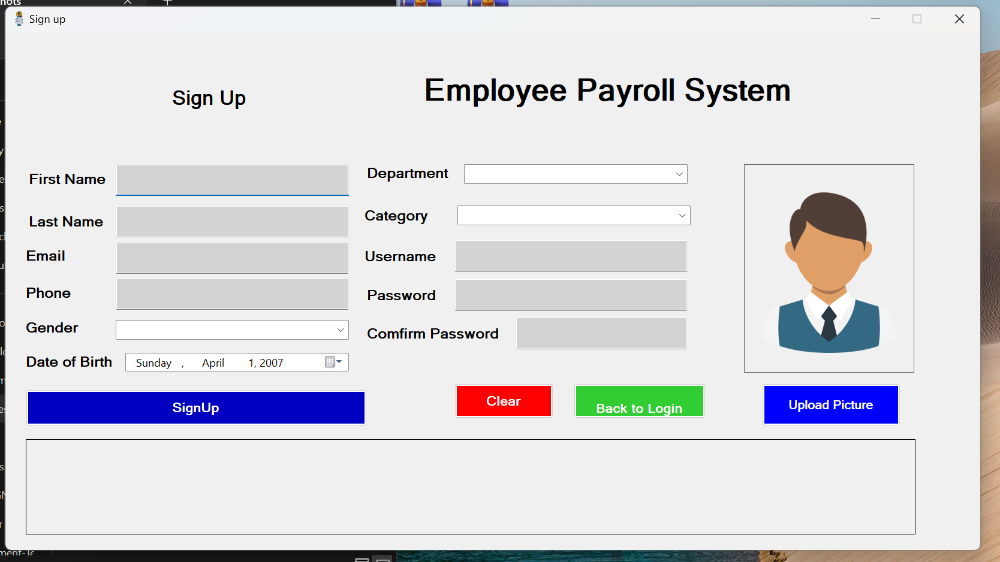 nots
Sign up
Sign Up
Employee Payroll System
First Name
Department
Last Name
Category
Email
Username
Phone
Password
Gender
Comfirm Password
Date of Birth
Sunday , April 1, 2007
SignUp
Clear
Back to Login
Upload Picture